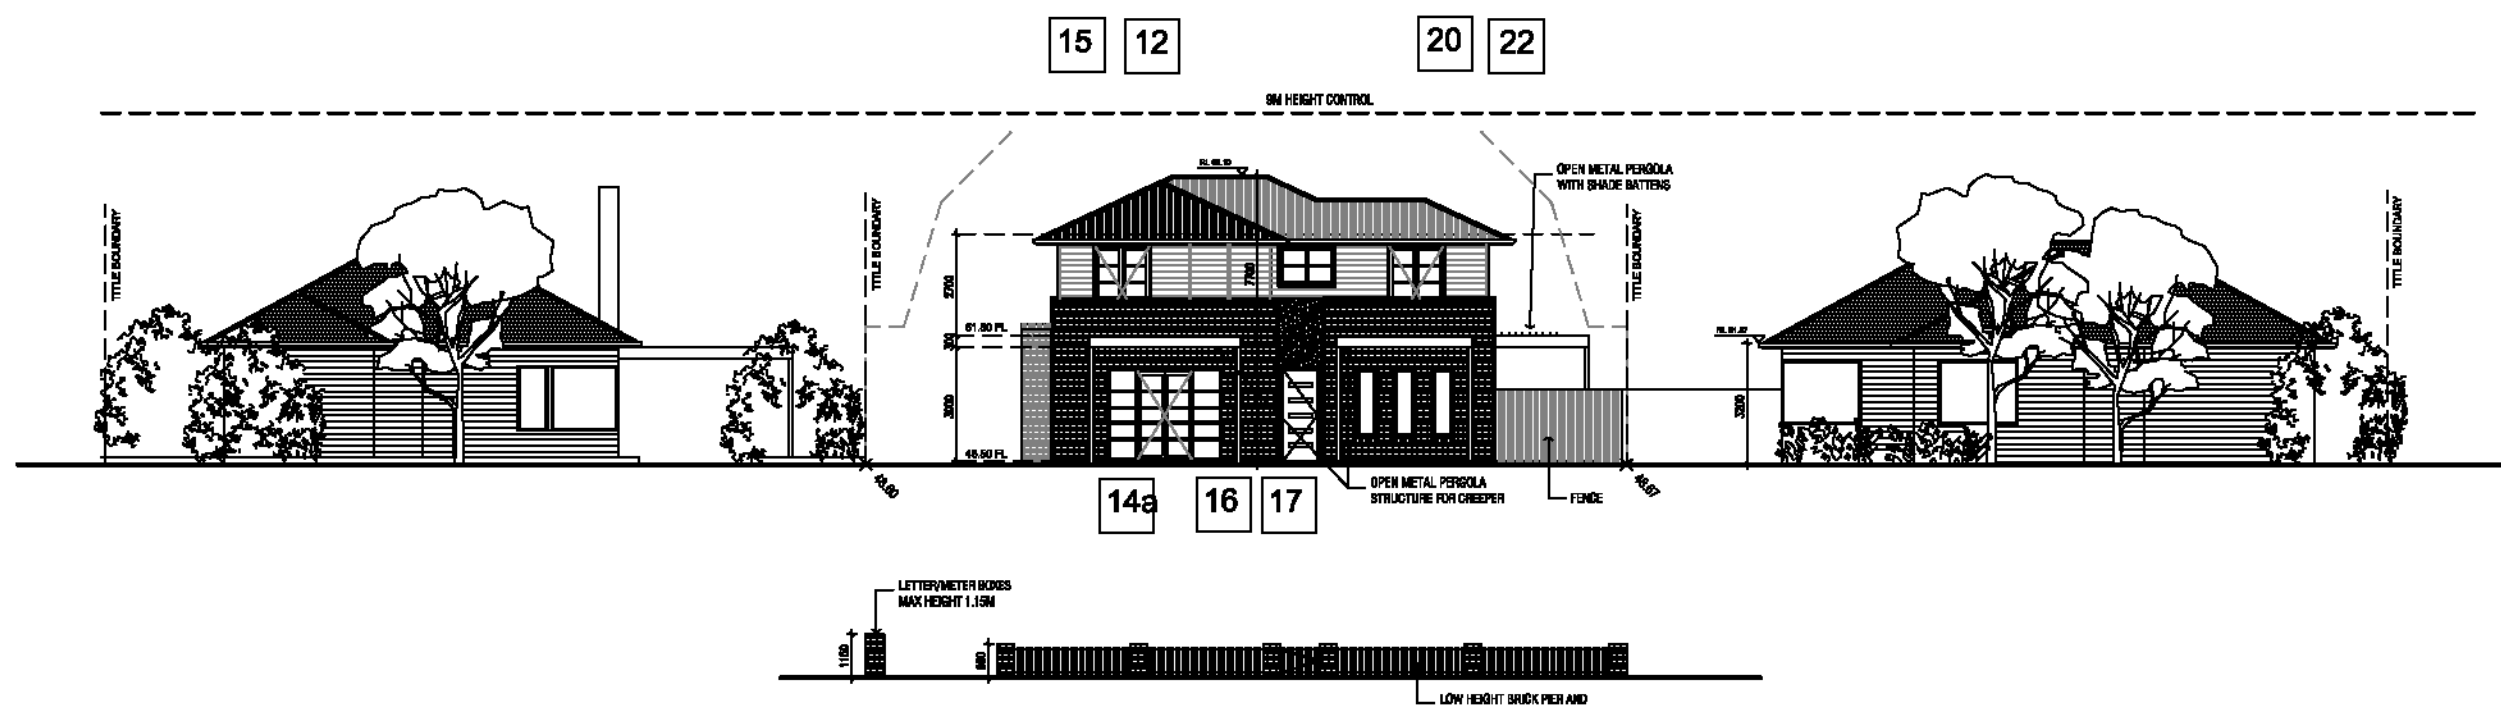 15 12 20 22
9M HEIGHT CONTROL
OPEN METAL PERGOLA
WITH SHADE BATTENS
TITLE BOUNDARY
TITLE BOUNDARY
TITLE BOUNDARY
TITLE BOUNDARY
2700
7700
51.80 FL
300
3000
3200
48.50 FL
OPEN METAL PERGOLA
STRUCTURE FOR CREEPER
FENCE
14a 16 17
LETTER/METER BOXES
MAX HEIGHT 1.15M
1150
LOW HEIGHT BRICK PIER AND